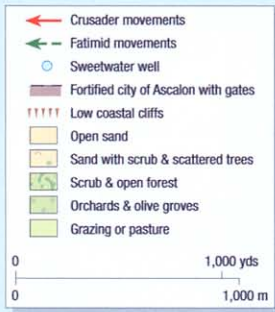 Crusader movements
Fatimid movements
Sweetwater well
Fortified city of Ascalon with gates
Low coastal cliffs
Open sand
Sand with scrub & scattered trees
Scrub & open forest
Orchards & olive groves
Grazing or pasture
0 1,000 yds
0 1,000 m